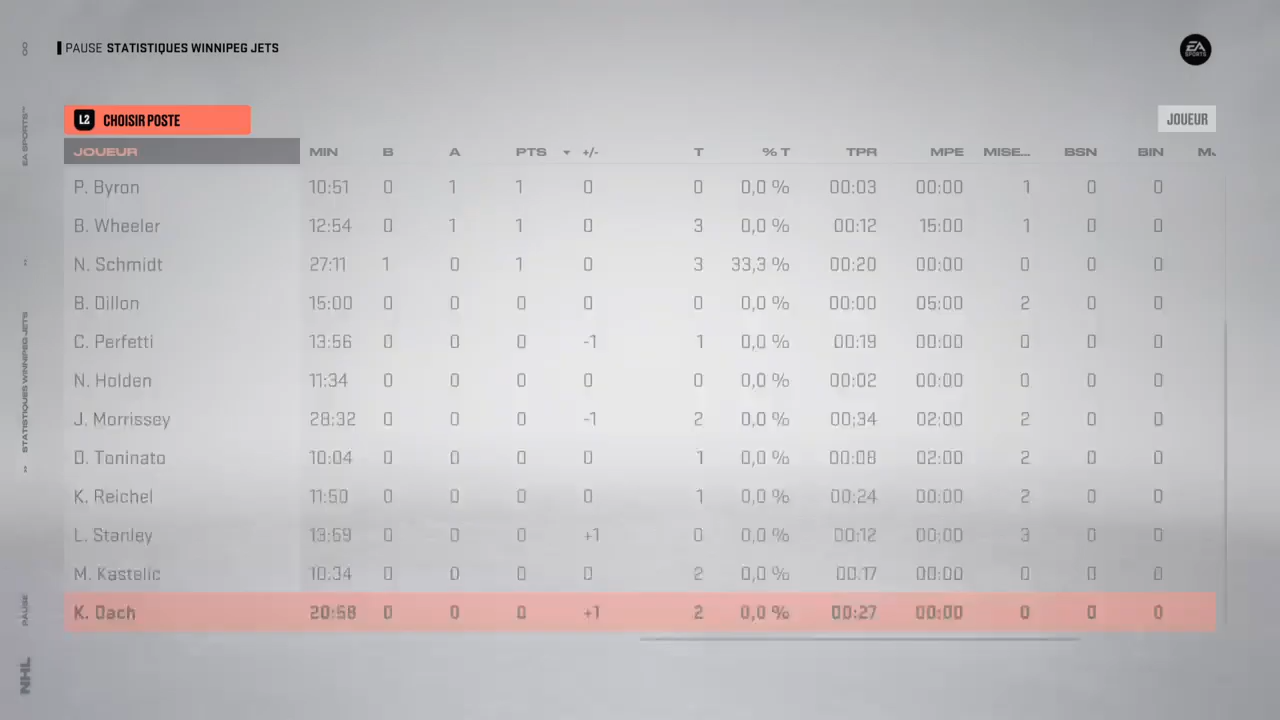 PAUSE STATISTIQUES WINNIPEG JETS
EA SPORTS
L2 CHOISIR POSTE
JOUEUR
JOUEUR MIN B A PTS +/- T % T TPR MPE MISE... BSN BIN
P. Byron 10:51 0 1 1 0 0 0,0 % 00:03 00:00 1 0 0
B. Wheeler 12:54 0 1 1 0 3 0,0 % 00:12 15:00 1 0 0
N. Schmidt 27:11 1 0 1 0 3 33,3 % 00:20 00:00 0 0 0
B. Dillon 15:00 0 0 0 0 0 0,0 % 00:00 05:00 2 0 0
C. Perfetti 13:56 0 0 0 -1 1 0,0 % 00:19 00:00 0 0 0
N. Holden 11:34 0 0 0 0 0 0,0 % 00:02 00:00 0 0 0
J. Morrissey 28:32 0 0 0 -1 2 0,0 % 00:34 02:00 2 0 0
D. Toninato 10:04 0 0 0 0 1 0,0 % 00:08 02:00 2 0 0
K. Reichel 11:50 0 0 0 0 1 0,0 % 00:24 00:00 2 0 0
L. Stanley 13:59 0 0 0 +1 0 0,0 % 00:12 00:00 3 0 0
M. Kastelic 10:34 0 0 0 0 2 0,0 % 00:17 00:00 0 0 0
K. Dach 20:58 0 0 0 +1 2 0,0 % 00:27 00:00 0 0 0
EA SPORTS™
STATISTIQUES WINNIPEG JETS
PAUSE
NHL